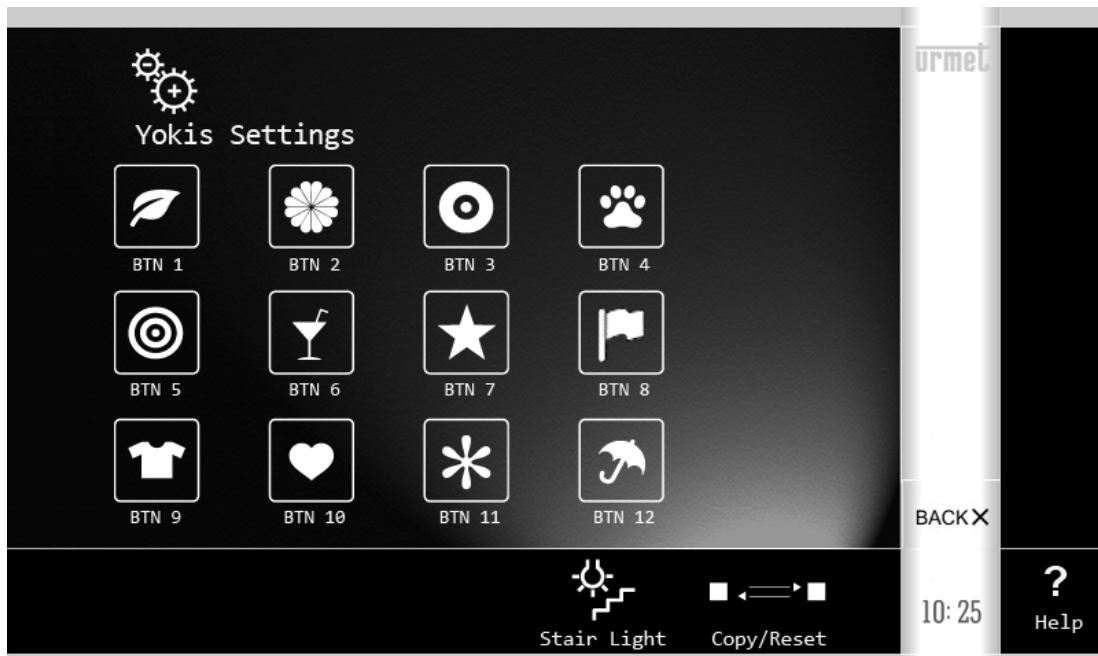 urmet
Yokis Settings
BTN 1
BTN 2
BTN 3
BTN 4
BTN 5
BTN 6
BTN 7
BTN 8
BTN 9
BTN 10
BTN 11
BTN 12
BACK X
Stair Light
Copy/Reset
10:25
?
Help